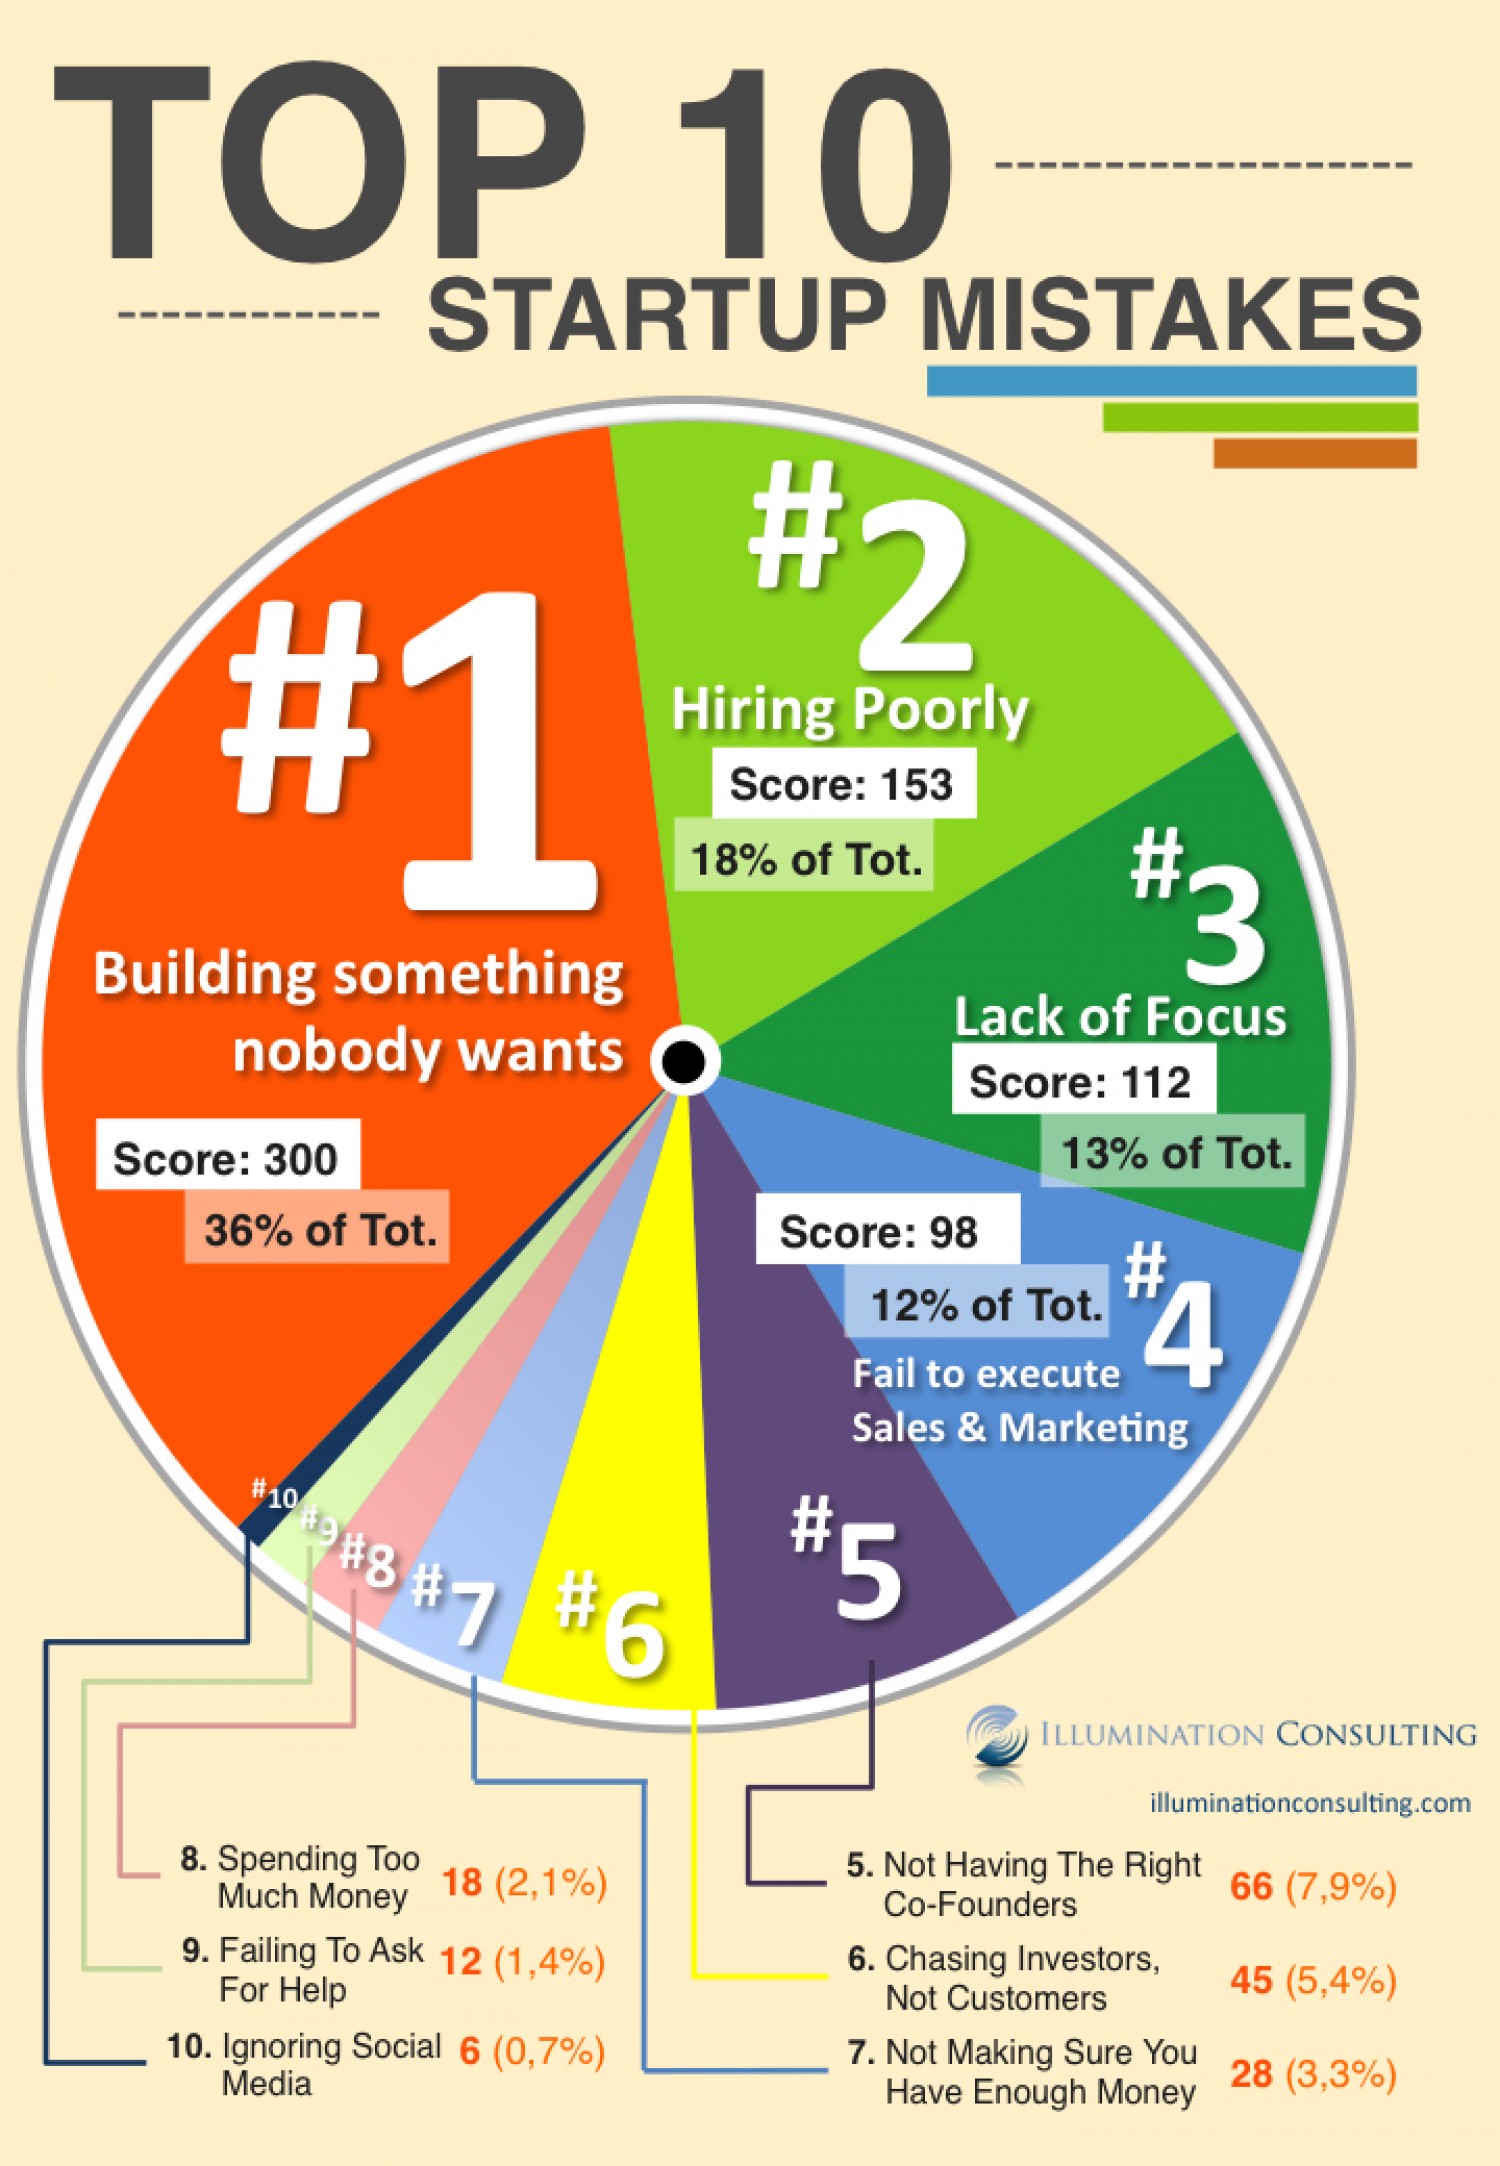 TOP 10
STARTUP MISTAKES
#1
Building something
nobody wants
Score: 300
36% of Tot.
#2
Hiring Poorly
Score: 153
18% of Tot.
#3
Lack of Focus
Score: 112
13% of Tot.
Score: 98
12% of Tot.
#4
Fail to execute
Sales & Marketing
#5
#6
#7
#8
#9
#10
ILLUMINATION CONSULTING
illuminationconsulting.com
8. Spending Too
Much Money 18 (2,1%)
9. Failing To Ask
For Help 12 (1,4%)
10. Ignoring Social
Media 6 (0,7%)
5. Not Having The Right
Co-Founders 66 (7,9%)
6. Chasing Investors,
Not Customers 45 (5,4%)
7. Not Making Sure You
Have Enough Money 28 (3,3%)